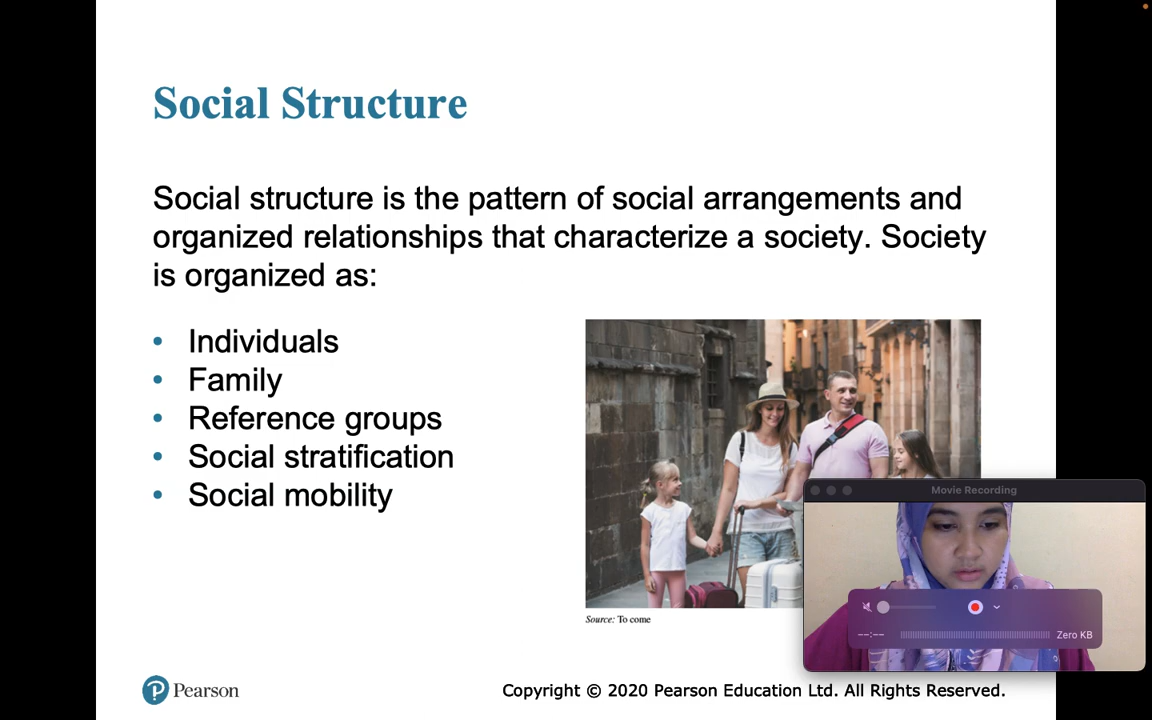 Social Structure
Social structure is the pattern of social arrangements and
organized relationships that characterize a society. Society
is organized as:
• Individuals
• Family
• Reference groups
• Social stratification
• Social mobility
Source: To come
Movie Recording
--:--
Zero KB
Pearson
Copyright © 2020 Pearson Education Ltd. All Rights Reserved.